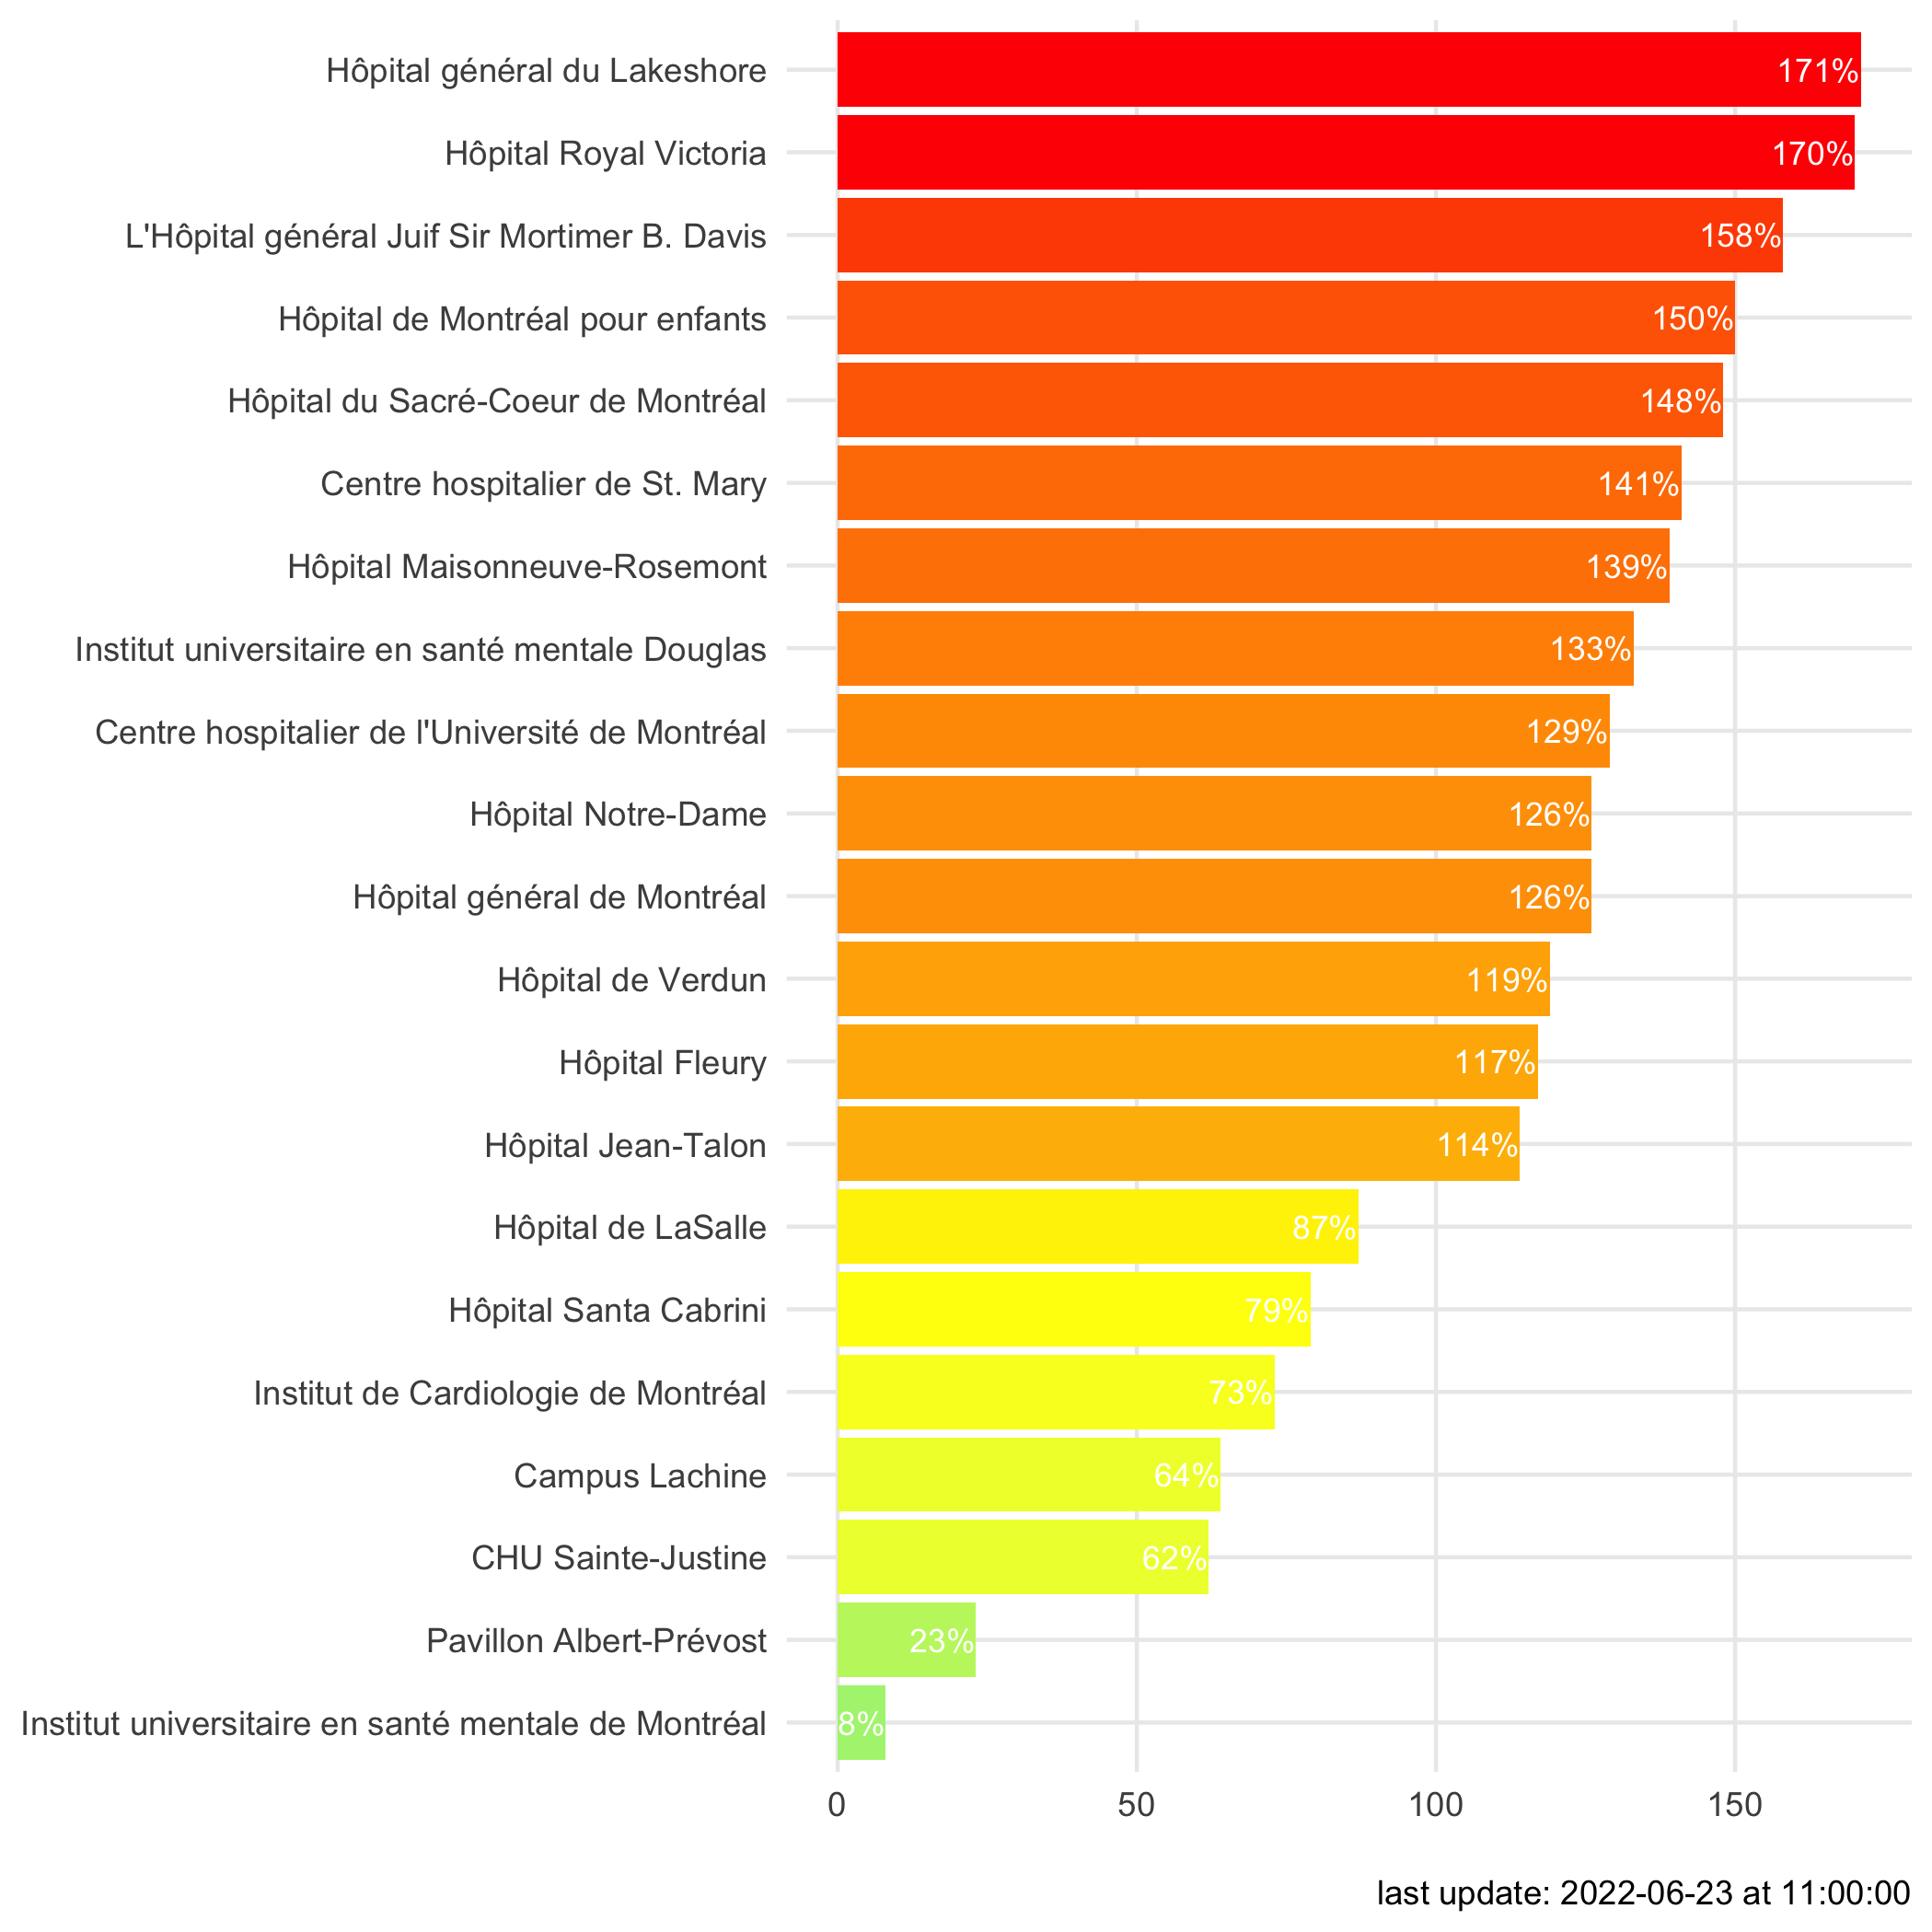 Hôpital général du Lakeshore 171%
Hôpital Royal Victoria 170%
L'Hôpital général Juif Sir Mortimer B. Davis 158%
Hôpital de Montréal pour enfants 150%
Hôpital du Sacré-Coeur de Montréal 148%
Centre hospitalier de St. Mary 141%
Hôpital Maisonneuve-Rosemont 139%
Institut universitaire en santé mentale Douglas 133%
Centre hospitalier de l'Université de Montréal 129%
Hôpital Notre-Dame 126%
Hôpital général de Montréal 126%
Hôpital de Verdun 119%
Hôpital Fleury 117%
Hôpital Jean-Talon 114%
Hôpital de LaSalle 87%
Hôpital Santa Cabrini 79%
Institut de Cardiologie de Montréal 73%
Campus Lachine 64%
CHU Sainte-Justine 62%
Pavillon Albert-Prévost 23%
Institut universitaire en santé mentale de Montréal 8%
0 50 100 150
last update: 2022-06-23 at 11:00:00